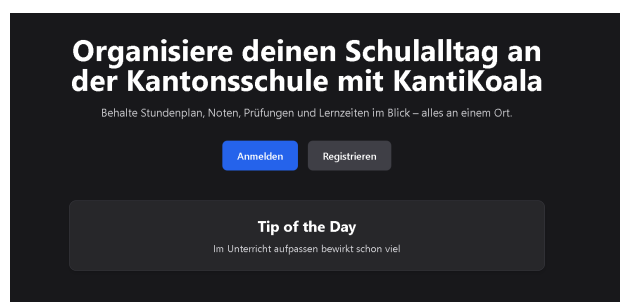 Organisiere deinen Schulalltag an
der Kantonsschule mit KantiKoala
Behalte Stundenplan, Noten, Prüfungen und Lernzeiten im Blick – alles an einem Ort.
Anmelden
Registrieren
Tip of the Day
Im Unterricht aufpassen bewirkt schon viel